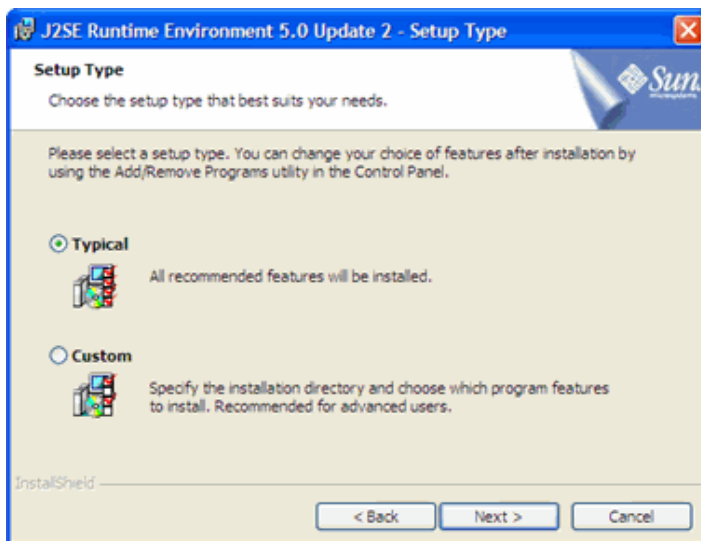 J2SE Runtime Environment 5.0 Update 2 - Setup Type
Setup Type
Choose the setup type that best suits your needs.
Sun
microsystems
Please select a setup type. You can change your choice of features after installation by
using the Add/Remove Programs utility in the Control Panel.
Typical
All recommended features will be installed.
Custom
Specify the installation directory and choose which program features
to install. Recommended for advanced users.
InstallShield
< Back
Next >
Cancel